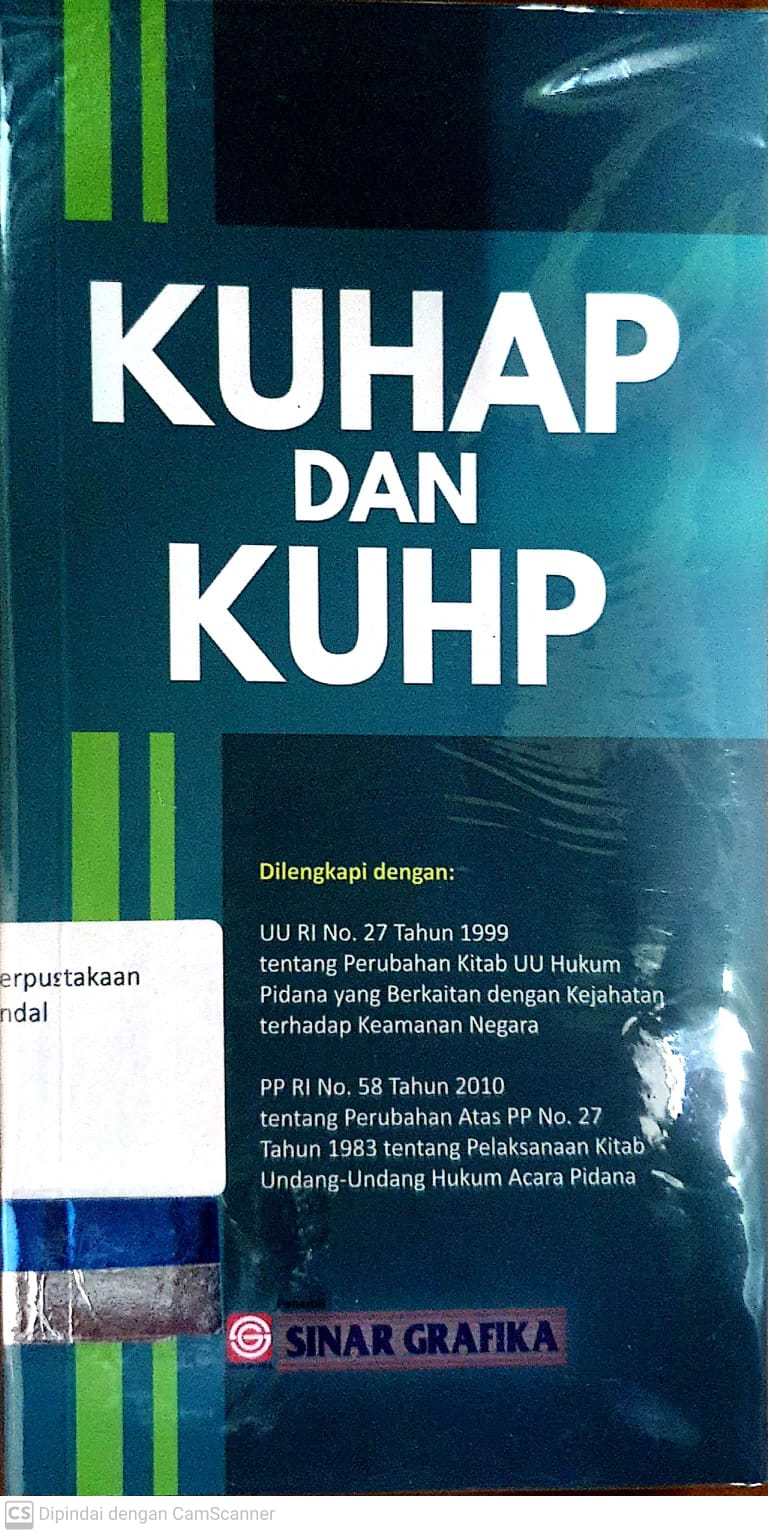 KUHAP
DAN
KUHP
Dilengkapi dengan:
UU RI No. 27 Tahun 1999
tentang Perubahan Kitab UU Hukum
Pidana yang Berkaitan dengan Kejahatan
terhadap Keamanan Negara
erpustakaan
ndal
PP RI No. 58 Tahun 2010
tentang Perubahan Atas PP No. 27
Tahun 1983 tentang Pelaksanaan Kitab
Undang-Undang Hukum Acara Pidana
SINAR GRAFIKA
CS Dipindai dengan CamScanner